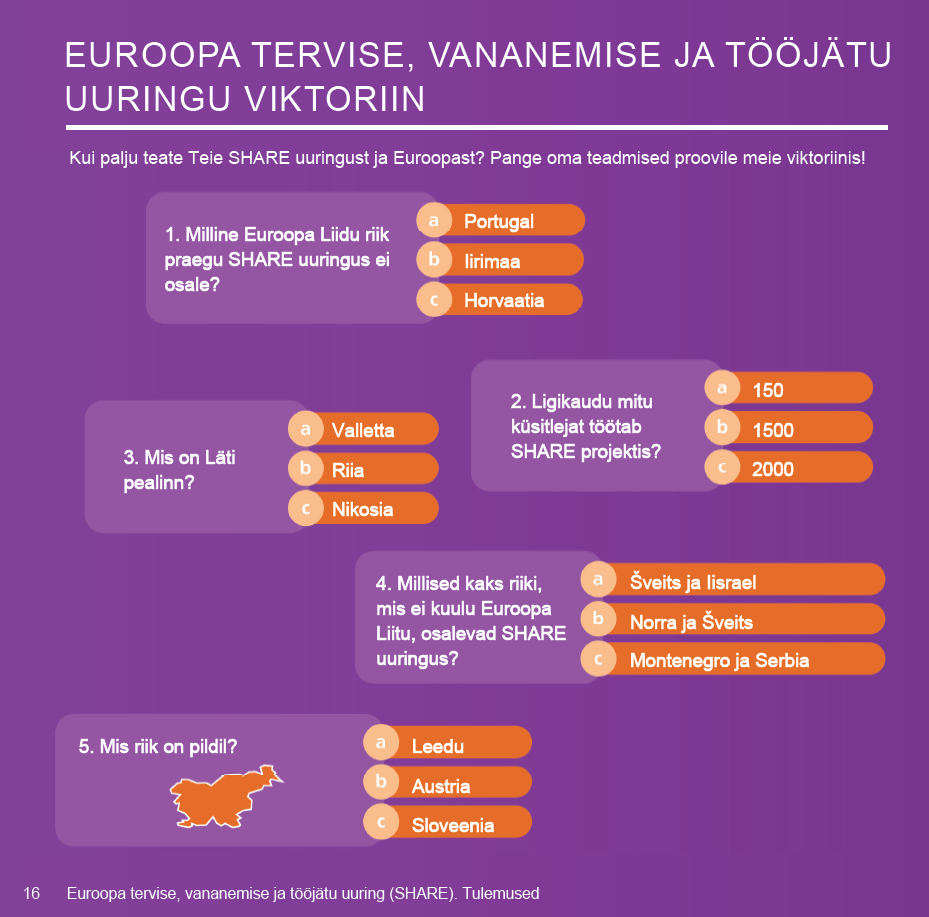 EUROOPA TERVISE, VANANEMISE JA TÖÖJÄTU
UURINGU VIKTORIIN
Kui palju teate Teie SHARE uuringust ja Euroopast? Pange oma teadmised proovile meie viktoriinis!
1. Milline Euroopa Liidu riik
praegu SHARE uuringus ei
osale?
a Portugal
b Iirimaa
c Horvaatia
2. Ligikaudu mitu
küsitlejat töötab
SHARE projektis?
a 150
b 1500
c 2000
3. Mis on Läti
pealinn?
a Valletta
b Riia
c Nikosia
4. Millised kaks riiki,
mis ei kuulu Euroopa
Liitu, osalevad SHARE
uuringus?
a Šveits ja Iisrael
b Norra ja Šveits
c Montenegro ja Serbia
5. Mis riik on pildil?
a Leedu
b Austria
c Sloveenia
16 Euroopa tervise, vananemise ja tööjätu uuring (SHARE). Tulemused